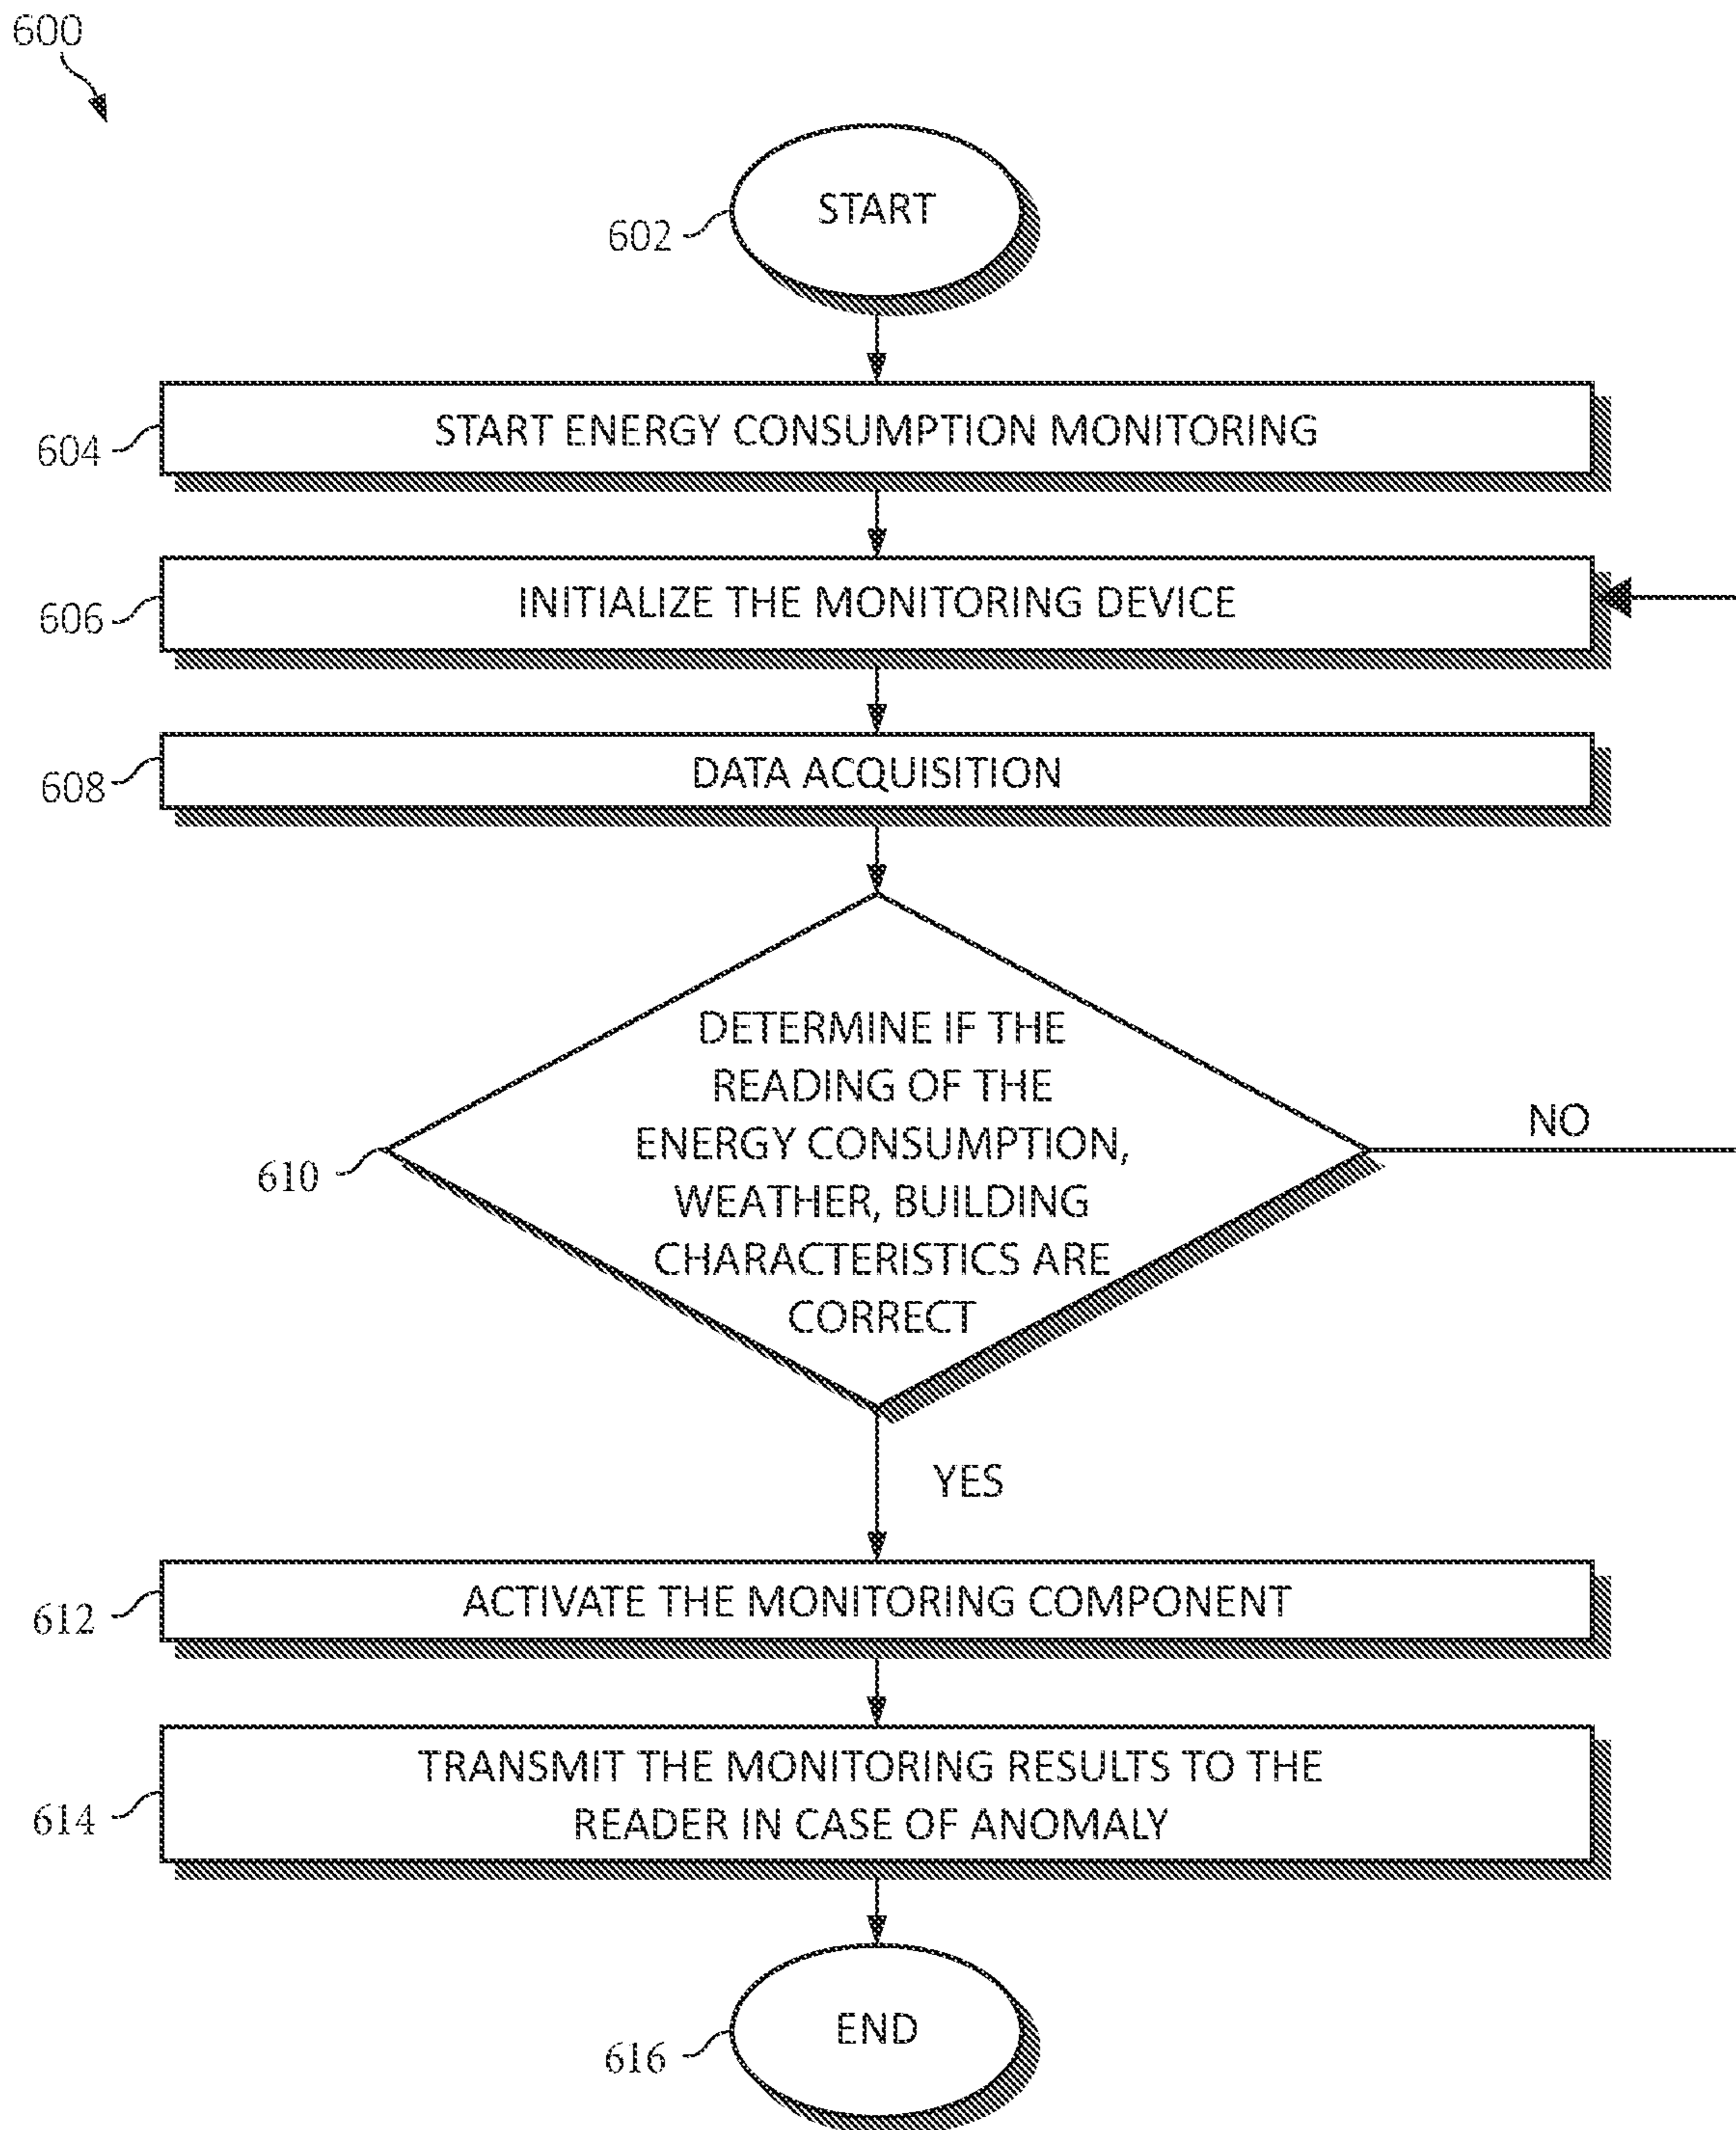 600
START
602
START ENERGY CONSUMPTION MONITORING
604
INITIALIZE THE MONITORING DEVICE
606
DATA ACQUISITION
608
DETERMINE IF THE
READING OF THE
ENERGY CONSUMPTION,
WEATHER, BUILDING
CHARACTERISTICS ARE
CORRECT
NO
610
YES
ACTIVATE THE MONITORING COMPONENT
612
TRANSMIT THE MONITORING RESULTS TO THE
READER IN CASE OF ANOMALY
614
END
616